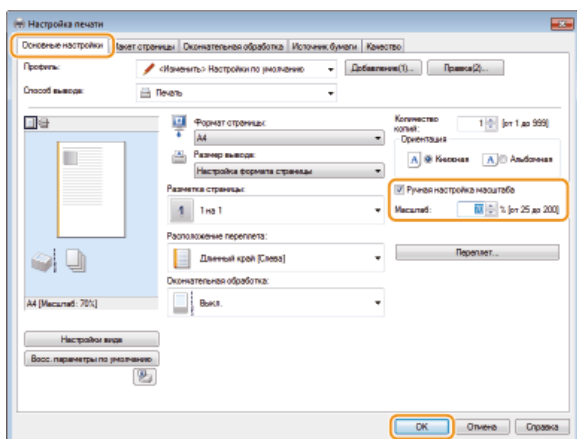 Настройка печати
Основные настройки Макет страницы Окончательная обработка Источник бумаги Качество
Профиль: <Изменить> Настройки по умолчанию Добавление(1)... Правка(2)...
Способ вывода: Печать
Формат страницы:
A4
Размер вывода:
Настройка формата страницы
Разметка страницы:
1 1 на 1
Расположение переплета:
Длинный край [Слева]
Окончательная обработка:
Выкл.
Количество копий: 1 [от 1 до 999]
Ориентация
A Книжная A Альбомная
Ручная настройка масштаба
Масштаб: 70 % [от 25 до 200]
Переплет...
A4 [Масштаб: 70%]
Настройки вида
Восс. параметры по умолчанию
OK Отмена Справка